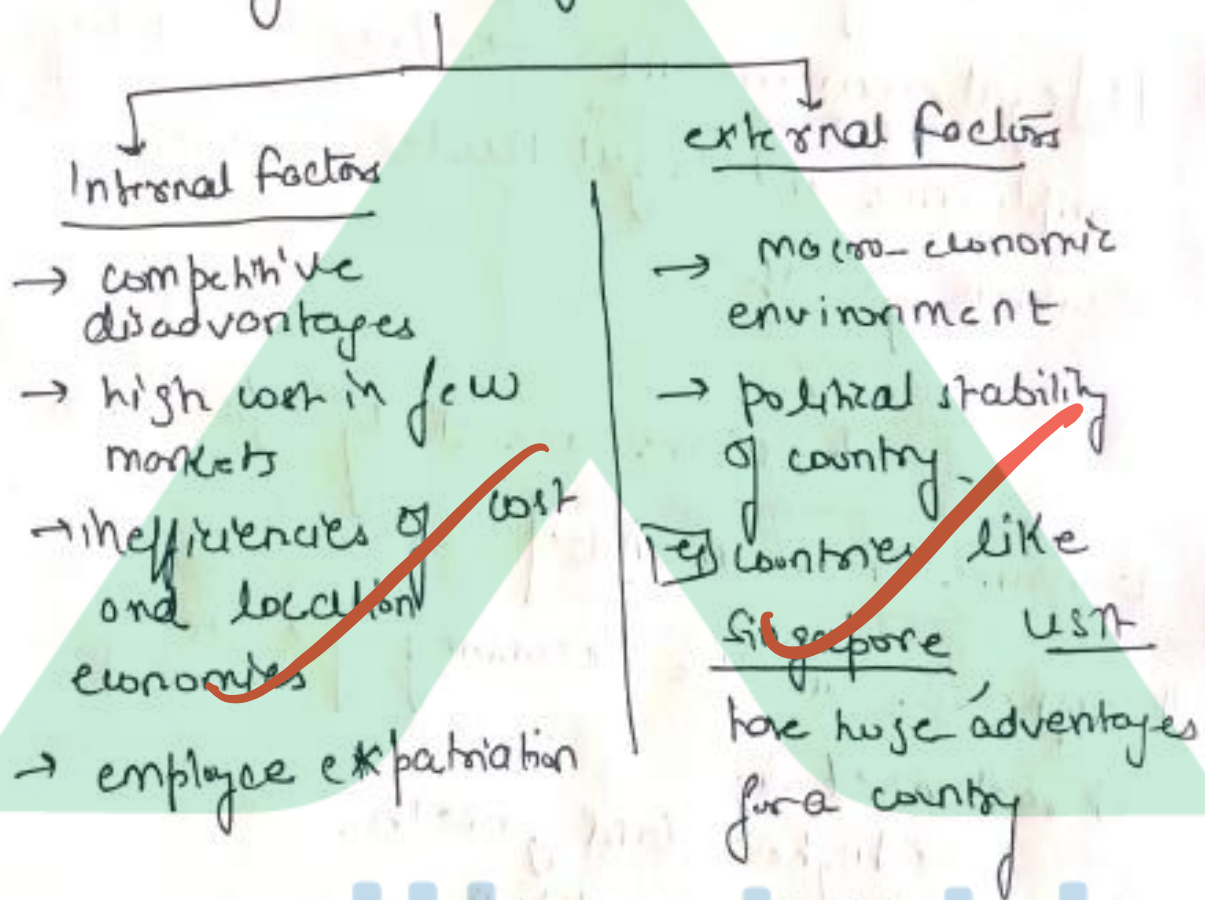 Internal factors
→ competitive
disadvantages
→ high cost in few
markets
→ inefficiencies of cost
and location
economies
→ employee expatriation
external factors
→ macro-economic
environment
→ political stability
of country.
eg countries like
Singapore, USA
have huge advantages
for a country